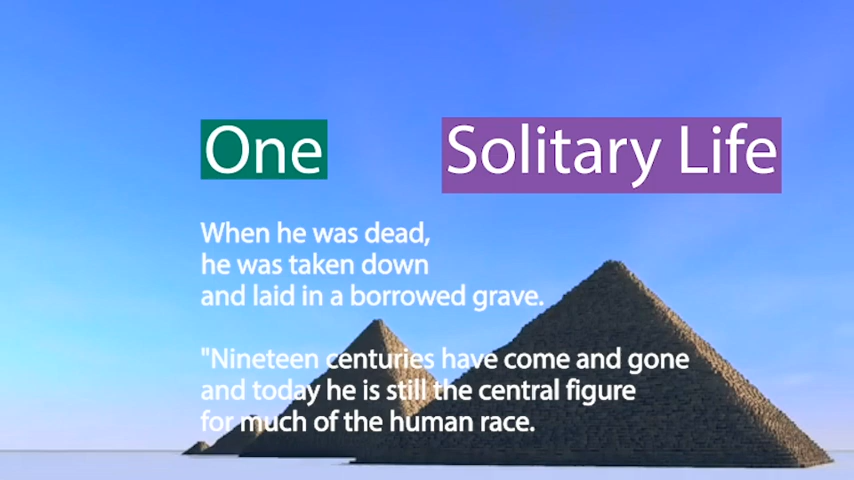 One Solitary Life
When he was dead,
he was taken down
and laid in a borrowed grave.
"Nineteen centuries have come and gone
and today he is still the central figure
for much of the human race.